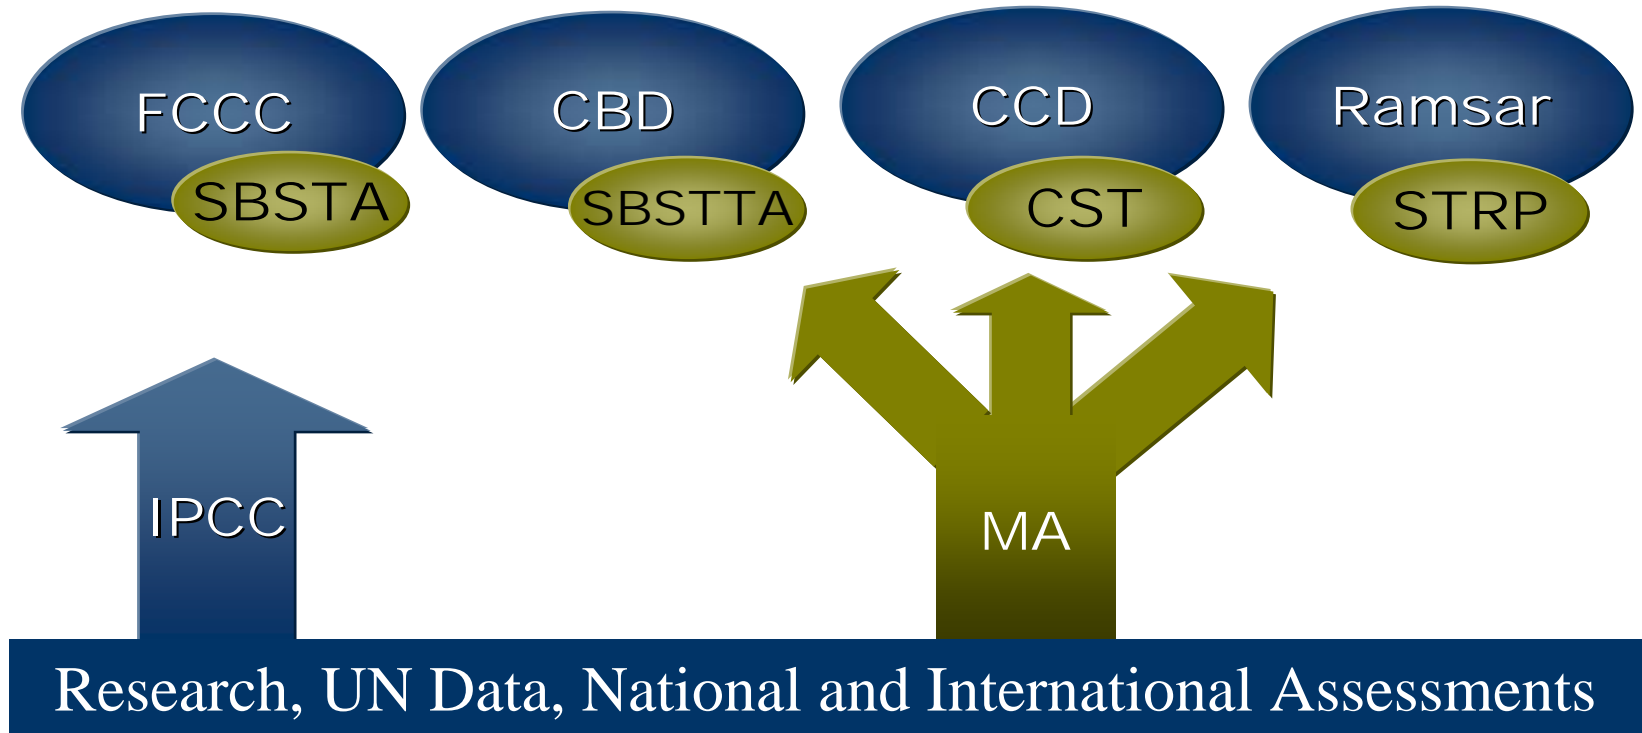 FCCC
CBD
CCD
Ramsar
SBSTA
SBSTTA
CST
STRP
IPCC
MA
Research, UN Data, National and International Assessments